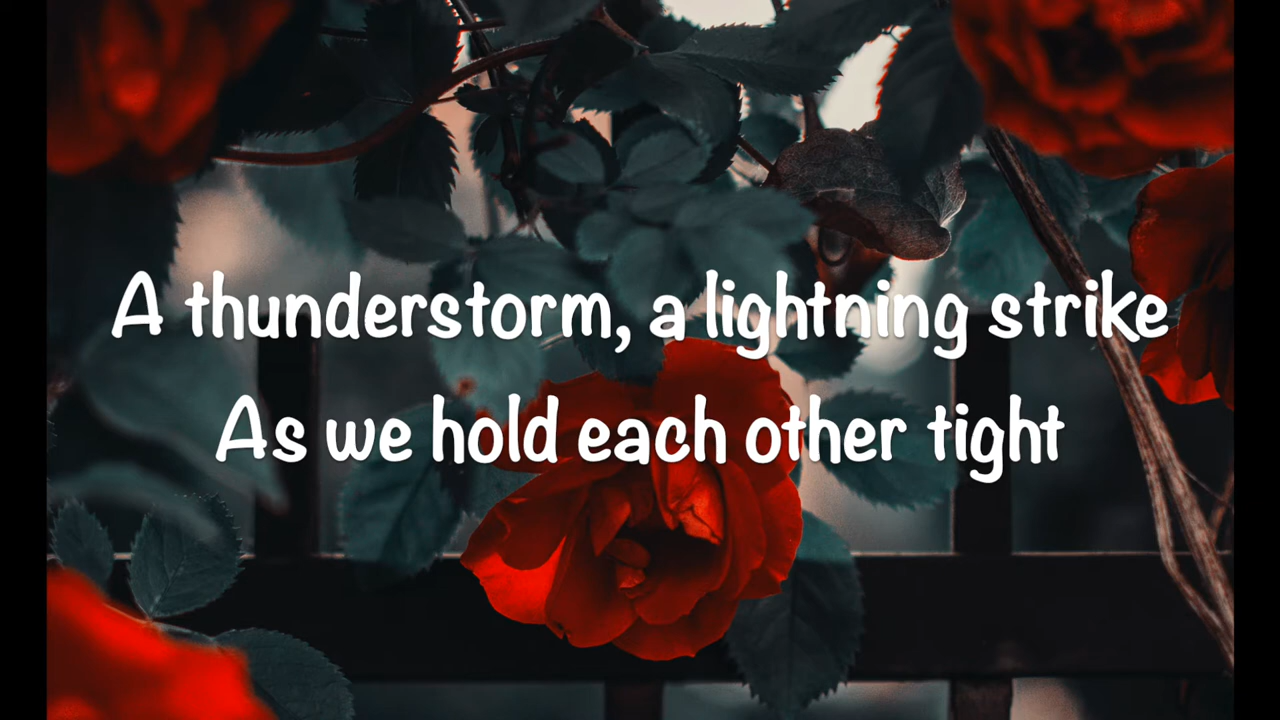 A thunderstorm, a lightning strike
As we hold each other tight